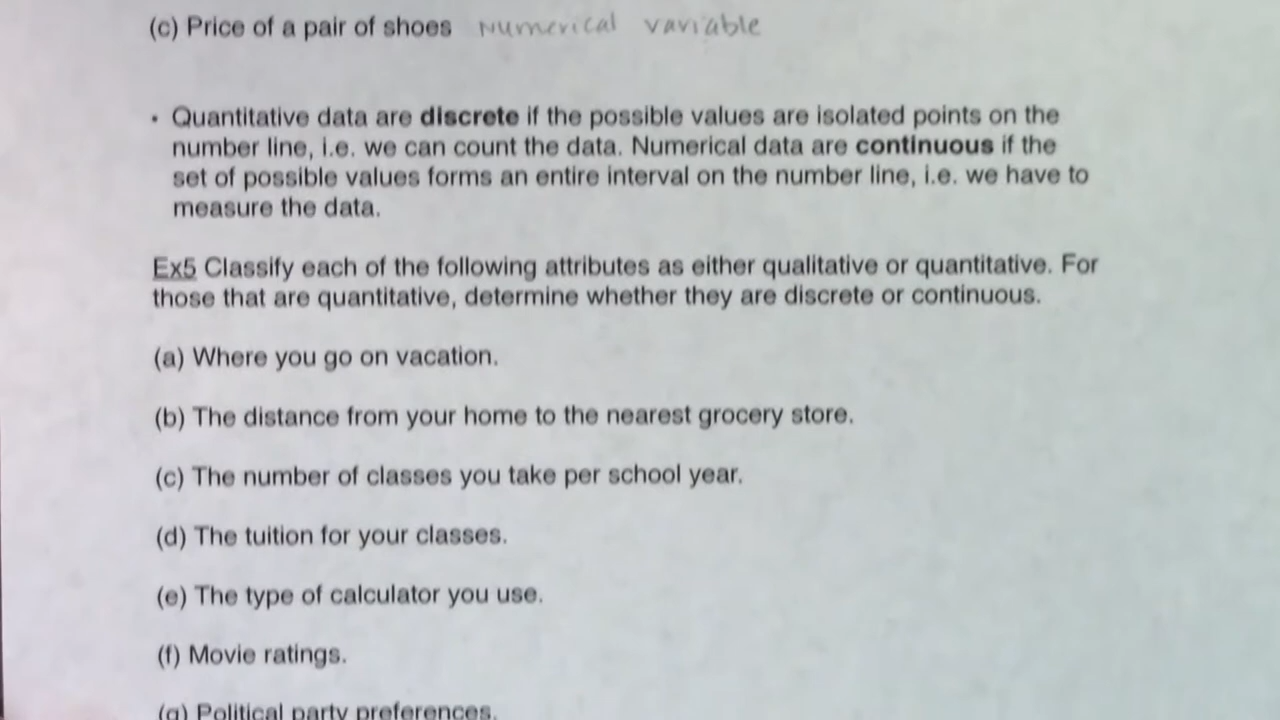 (c) Price of a pair of shoes Numerical variable
• Quantitative data are discrete if the possible values are isolated points on the
number line, i.e. we can count the data. Numerical data are continuous if the
set of possible values forms an entire interval on the number line, i.e. we have to
measure the data.
Ex5 Classify each of the following attributes as either qualitative or quantitative. For
those that are quantitative, determine whether they are discrete or continuous.
(a) Where you go on vacation.
(b) The distance from your home to the nearest grocery store.
(c) The number of classes you take per school year.
(d) The tuition for your classes.
(e) The type of calculator you use.
(f) Movie ratings.
(g) Political party preferences.